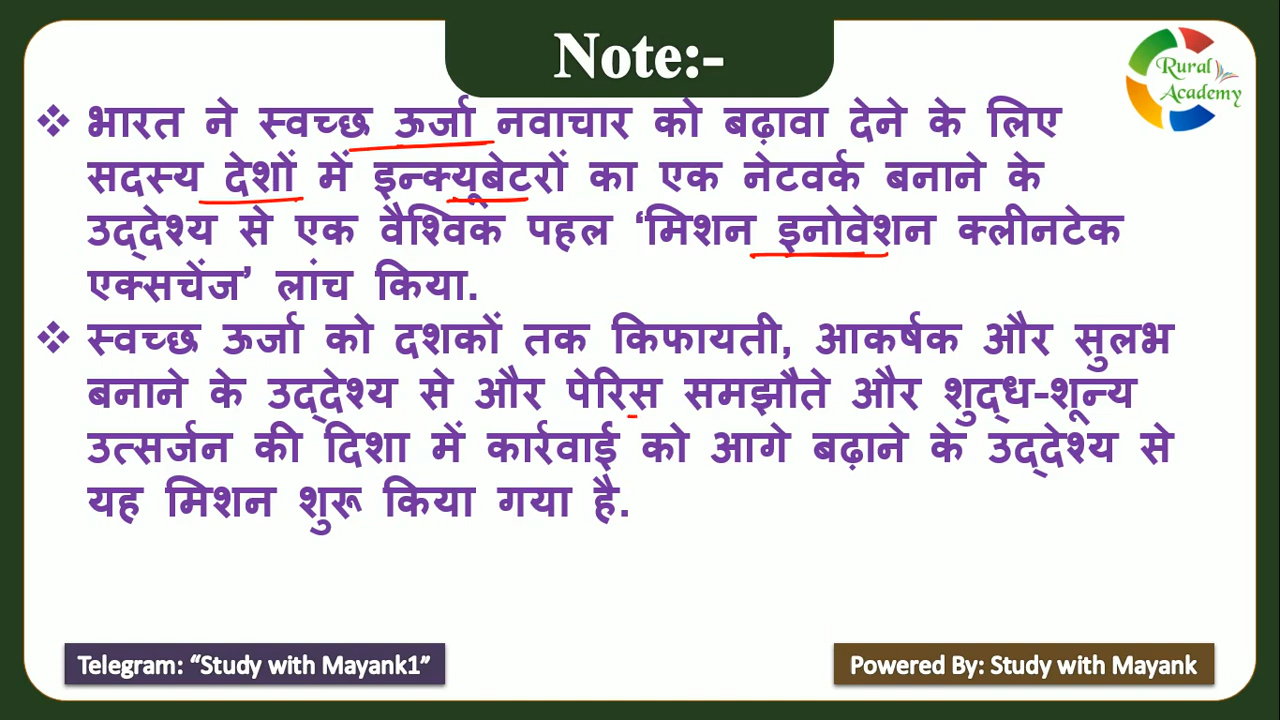 Note:-
Rural
Academy
❖ भारत ने स्वच्छ ऊर्जा नवाचार को बढ़ावा देने के लिए
सदस्य देशों में इन्क्यूबेटरों का एक नेटवर्क बनाने के
उद्देश्य से एक वैश्विक पहल ‘मिशन इनोवेशन क्लीनटेक
एक्सचेंज’ लांच किया.
❖ स्वच्छ ऊर्जा को दशकों तक किफायती, आकर्षक और सुलभ
बनाने के उद्देश्य से और पेरिस समझौते और शुद्ध-शून्य
उत्सर्जन की दिशा में कार्रवाई को आगे बढ़ाने के उद्देश्य से
यह मिशन शुरू किया गया है.
Telegram: “Study with Mayank1”
Powered By: Study with Mayank